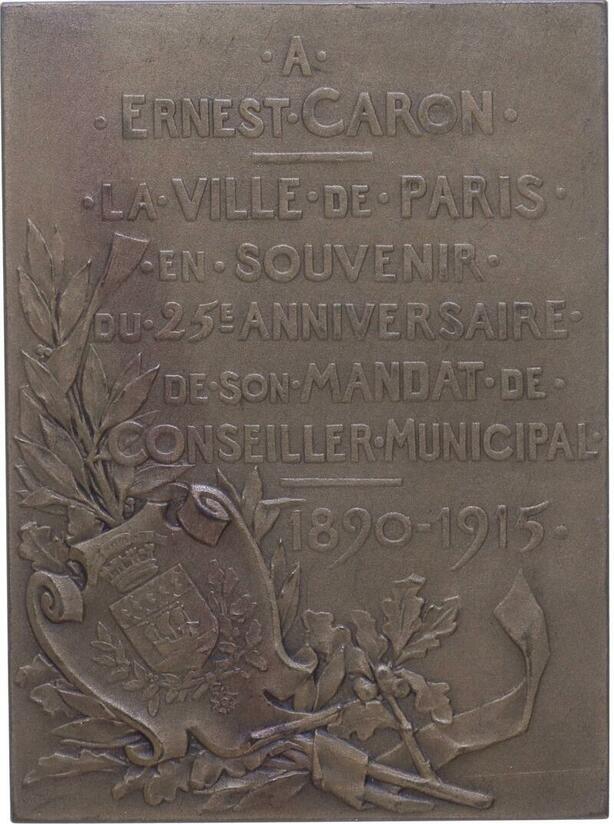 · A ·
· ERNEST · CARON ·
· LA · VILLE · DE · PARIS ·
· EN · SOUVENIR ·
DU · 25E ANNIVERSAIRE ·
DE · SON · MANDAT · DE ·
CONSEILLER · MUNICIPAL ·
1890-1915 ·